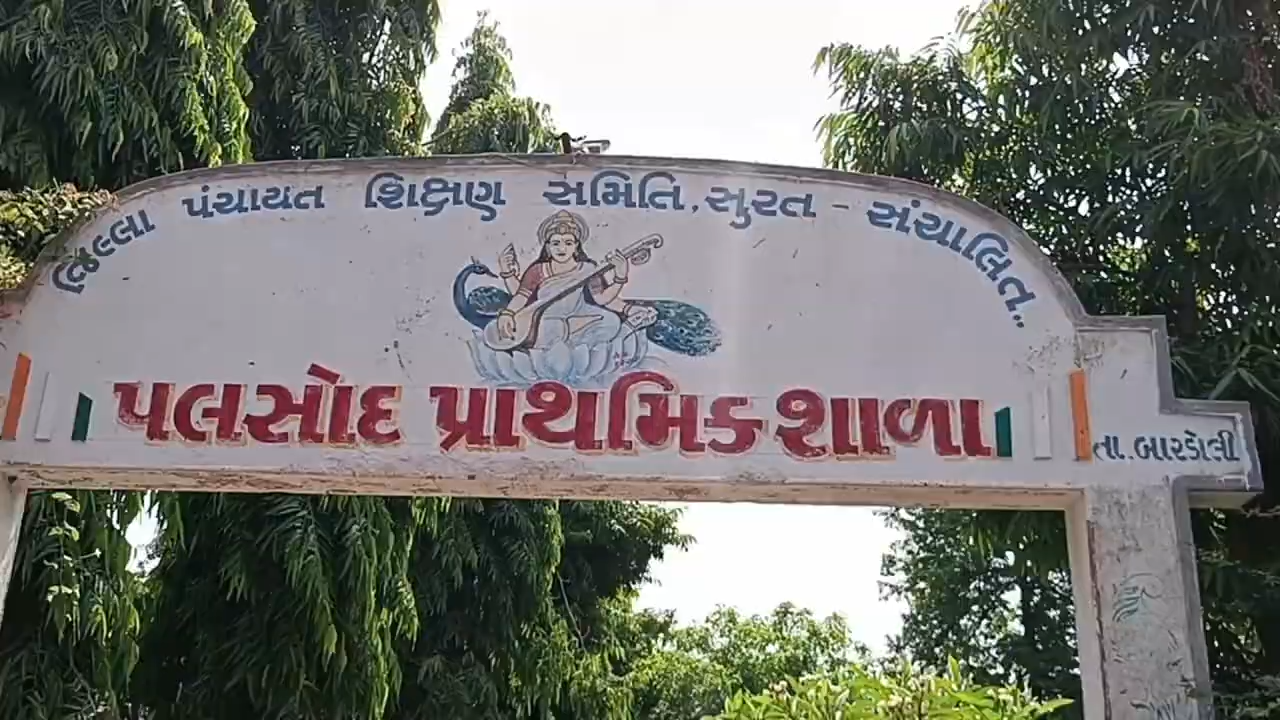 જિલ્લા પંચાયત શિક્ષણ સમિતિ, સુરત - સંચાલિત..
પલસોદ પ્રાથમિક શાળા
તા. બારડોલી